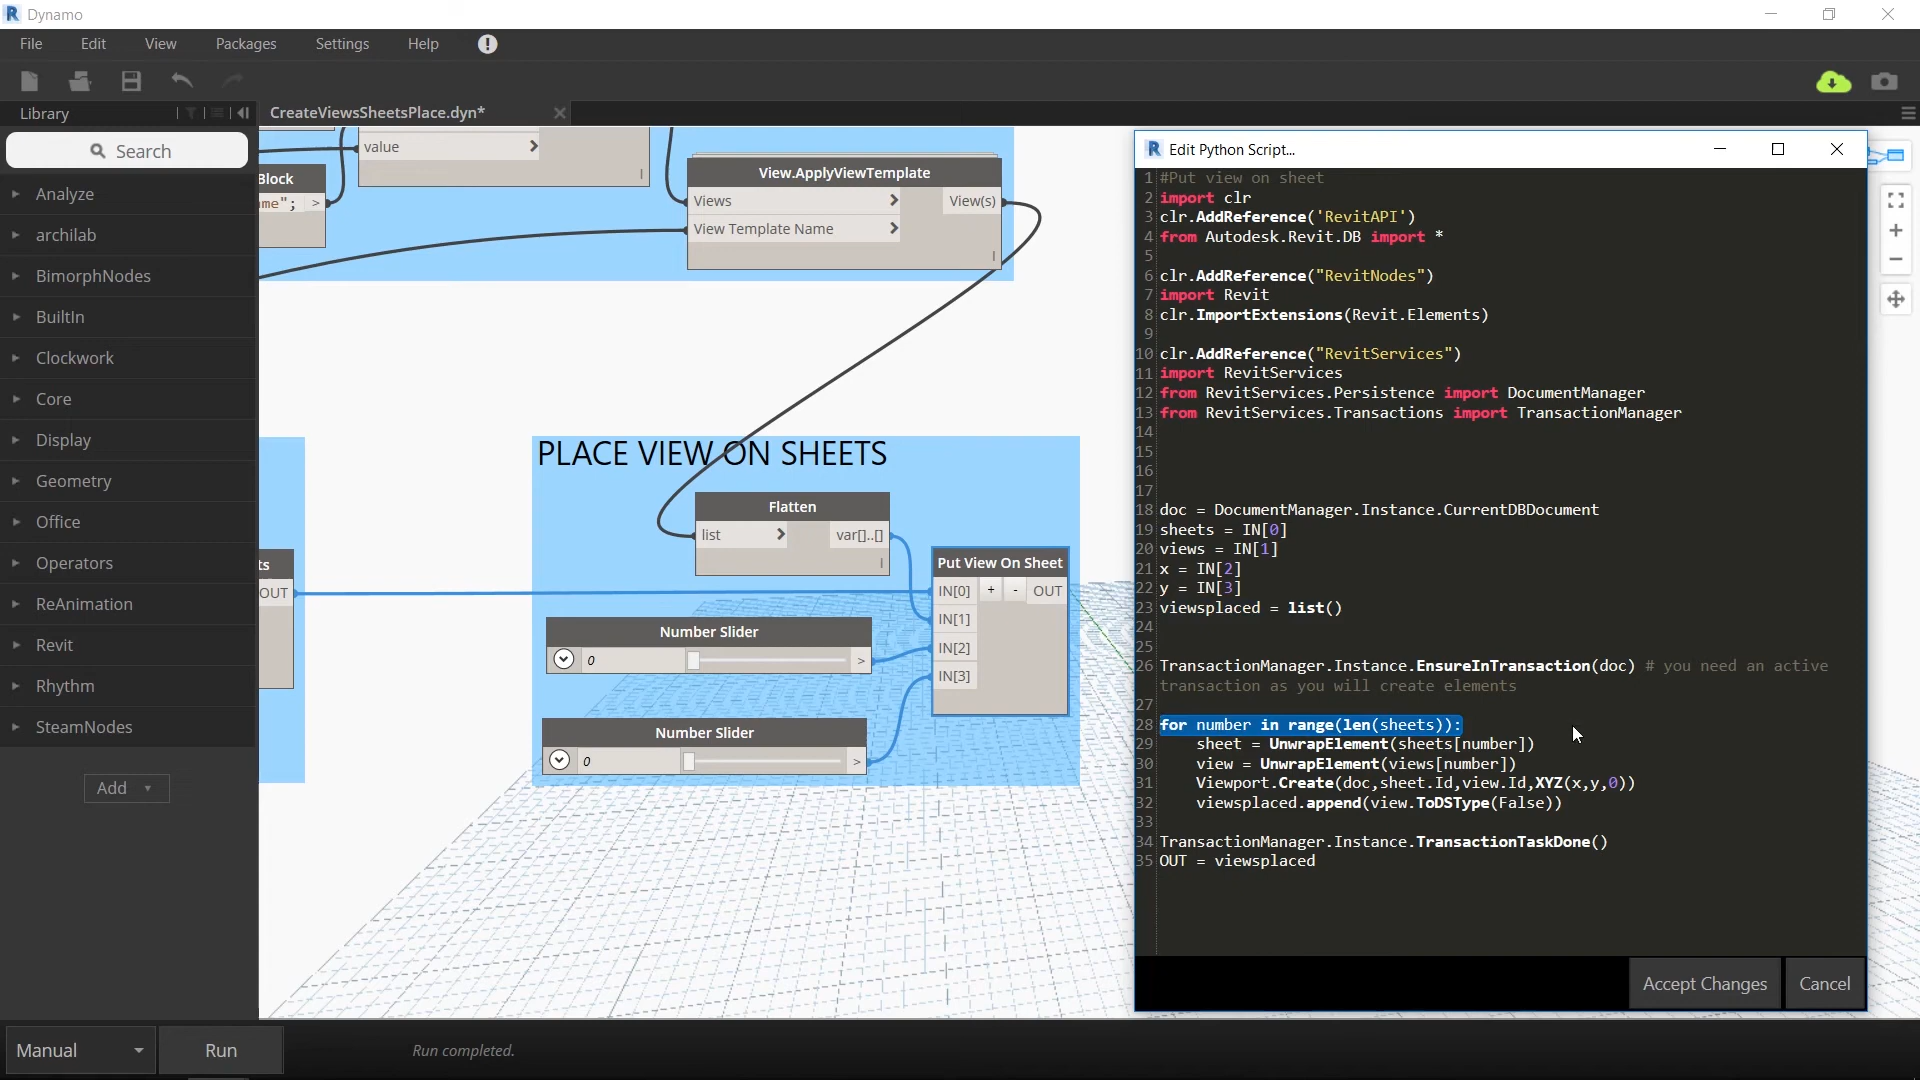 Dynamo
File Edit View Packages Settings Help
Library
CreateViewsSheetsPlace.dyn*
Search
Analyze
archilab
BimorphNodes
BuiltIn
Clockwork
Core
Display
Geometry
Office
Operators
ReAnimation
Revit
Rhythm
SteamNodes
Add
value
Block
me"; >
View.ApplyViewTemplate
Views > View(s)
View Template Name >
PLACE VIEW ON SHEETS
Flatten
list > var[]..[]
ts
OUT
Put View On Sheet
IN[0] + - OUT
IN[1]
IN[2]
IN[3]
Number Slider
0 >
Number Slider
0 >
Edit Python Script...
1 #Put view on sheet
2 import clr
3 clr.AddReference('RevitAPI')
4 from Autodesk.Revit.DB import *
5
6 clr.AddReference("RevitNodes")
7 import Revit
8 clr.ImportExtensions(Revit.Elements)
9
10 clr.AddReference("RevitServices")
11 import RevitServices
12 from RevitServices.Persistence import DocumentManager
13 from RevitServices.Transactions import TransactionManager
14
15
16
17
18 doc = DocumentManager.Instance.CurrentDBDocument
19 sheets = IN[0]
20 views = IN[1]
21 x = IN[2]
22 y = IN[3]
23 viewsplaced = list()
24
25
26 TransactionManager.Instance.EnsureInTransaction(doc) # you need an active
transaction as you will create elements
27
28 for number in range(len(sheets)):
29 sheet = UnwrapElement(sheets[number])
30 view = UnwrapElement(views[number])
31 Viewport.Create(doc,sheet.Id,view.Id,XYZ(x,y,0))
32 viewsplaced.append(view.ToDSType(False))
33
34 TransactionManager.Instance.TransactionTaskDone()
35 OUT = viewsplaced
Accept Changes Cancel
Manual Run Run completed.